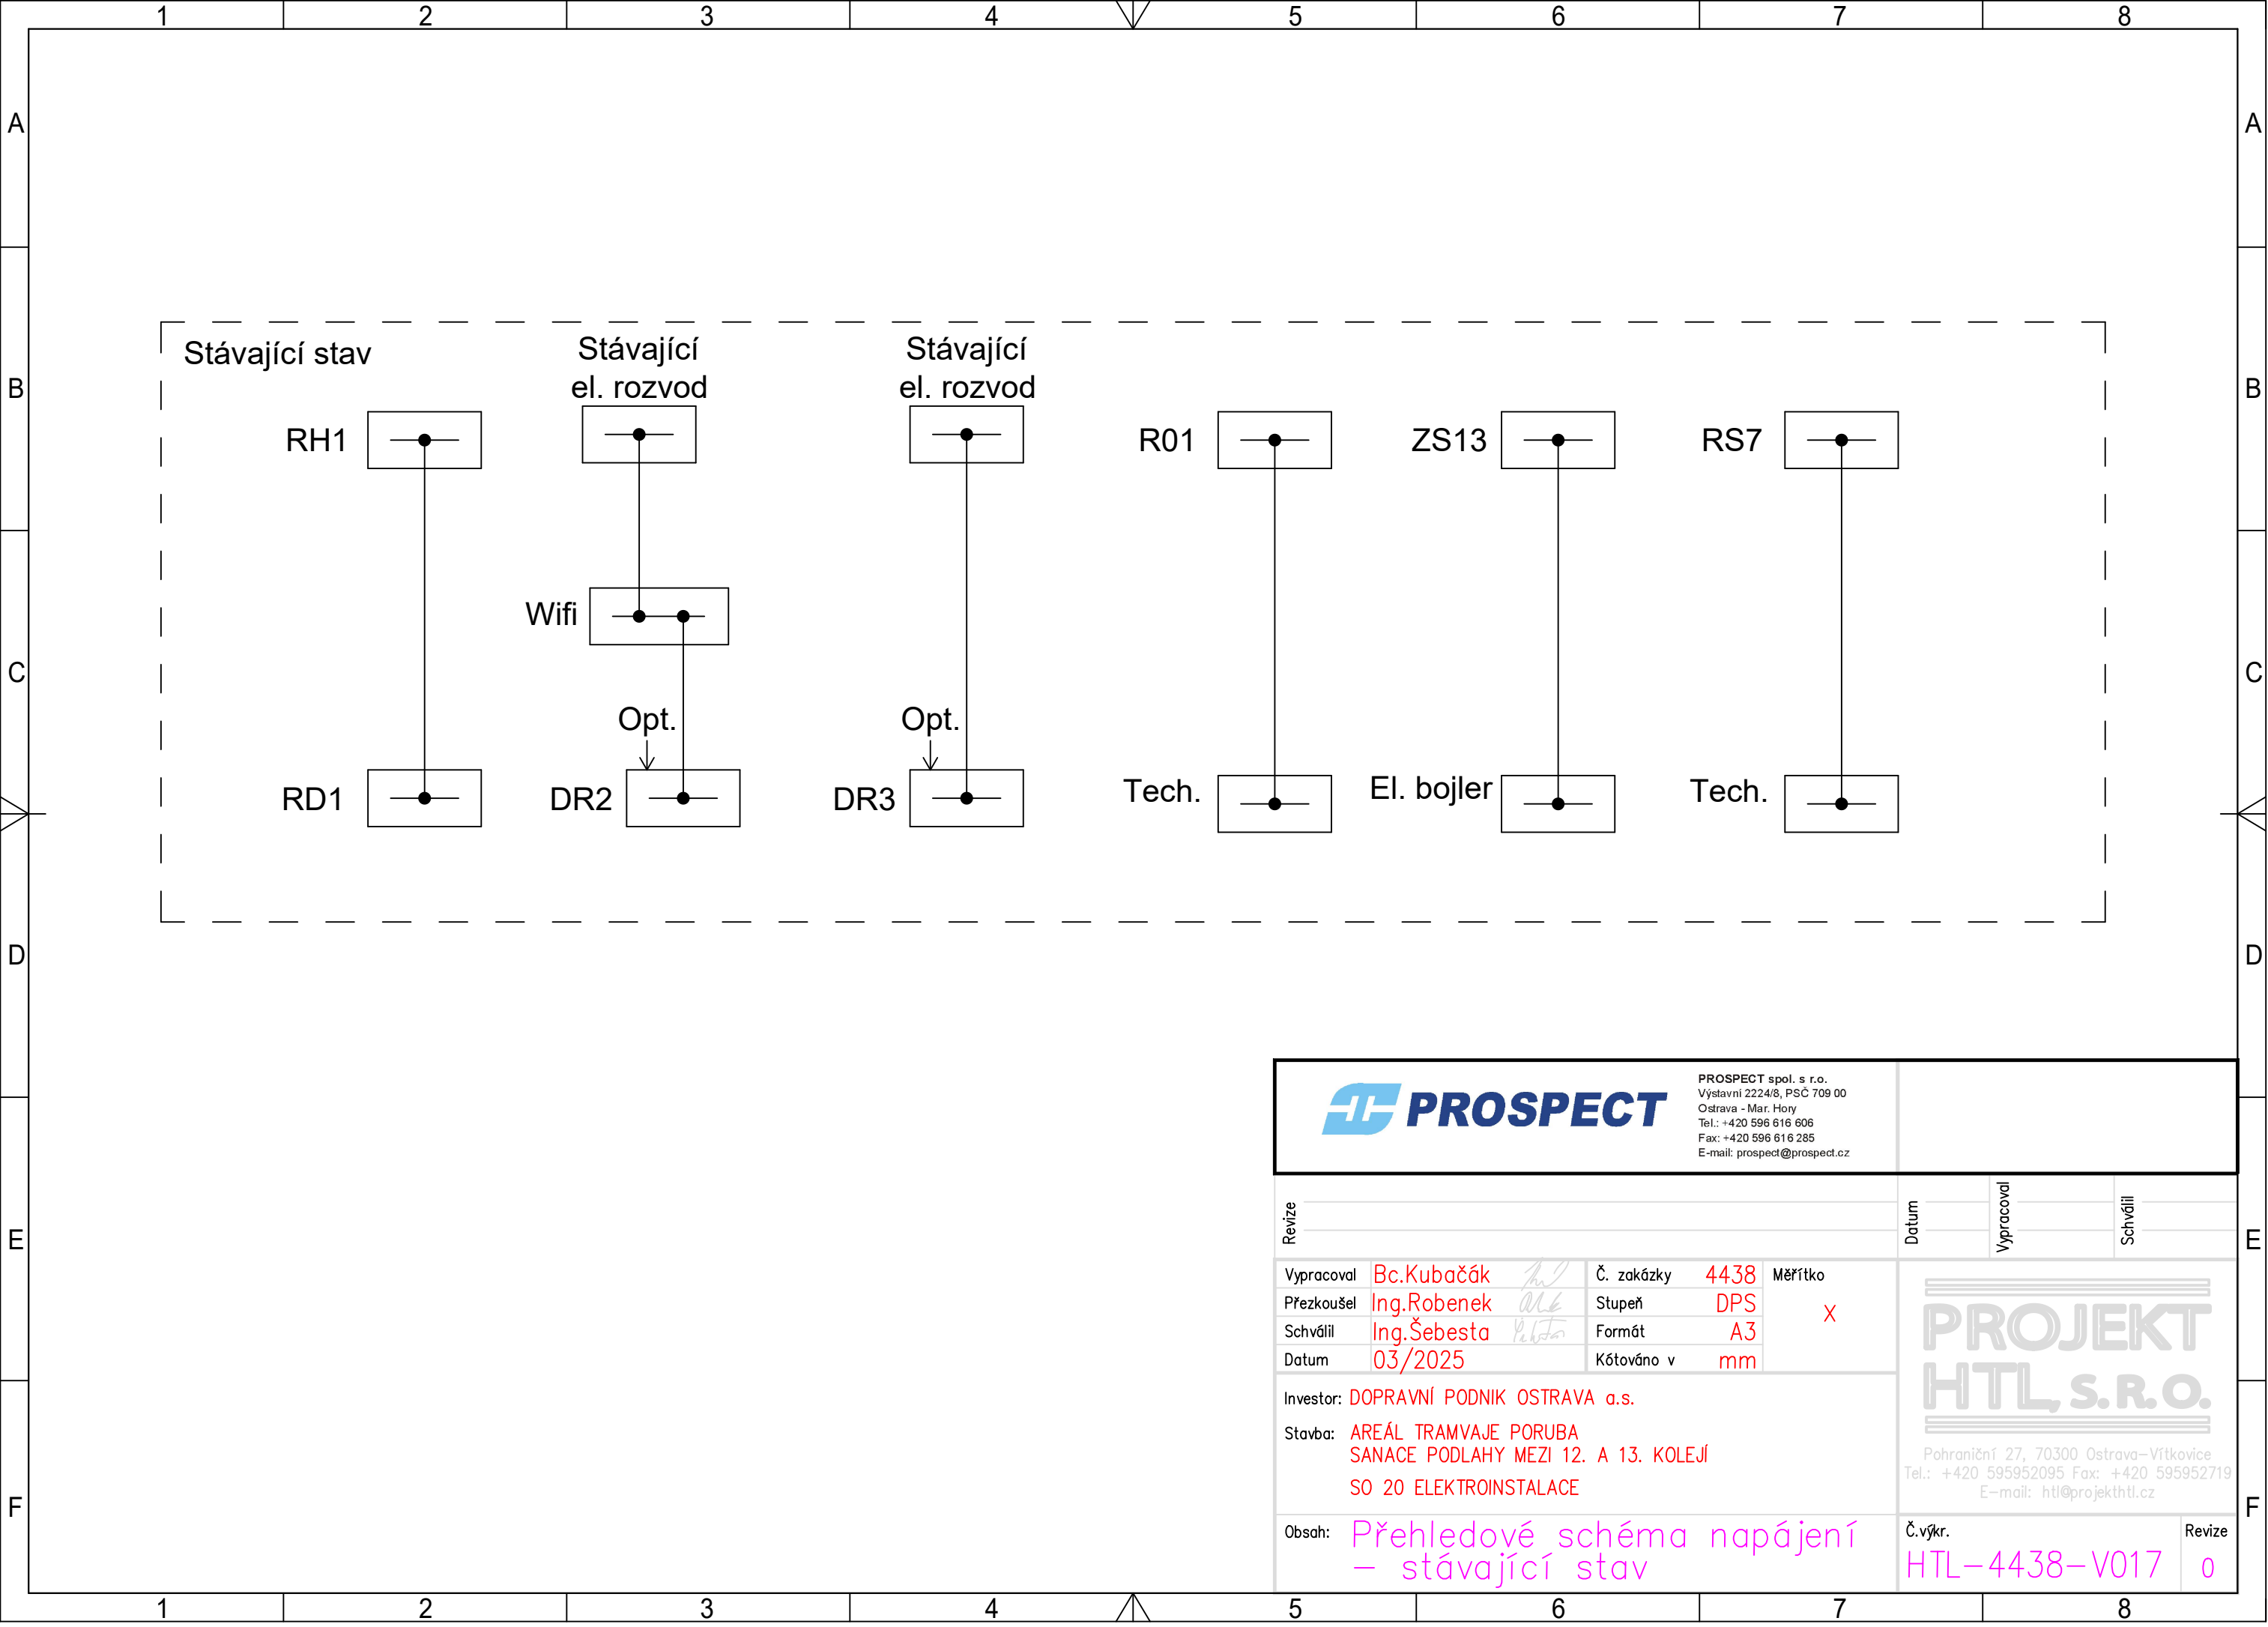 1 2 3 4 5 6 7 8
A A
B B
C C
D D
E E
F F
Stávající stav
Stávající
el. rozvod
Stávající
el. rozvod
RH1
R01
ZS13
RS7
Wifi
Opt.
Opt.
RD1
DR2
DR3
Tech.
El. bojler
Tech.
PROSPECT
PROSPECT spol. s r.o.
Výstavní 2224/8, PSČ 709 00
Ostrava - Mar. Hory
Tel.: +420 596 616 606
Fax: +420 596 616 285
E-mail: prospect@prospect.cz
Revize
Datum
Vypracoval
Schválil
Vypracoval Bc.Kubačák Č. zakázky 4438 Měřítko
Přezkoušel Ing.Robenek Stupeň DPS X
Schválil Ing.Šebesta Formát A3
Datum 03/2025 Kótováno v mm
PROJEKT
HTL, S.R.O.
Pohraniční 27, 70300 Ostrava-Vítkovice
Tel.: +420 595952095 Fax: +420 595952719
E-mail: htl@projekthtl.cz
Investor: DOPRAVNÍ PODNIK OSTRAVA a.s.
Stavba: AREÁL TRAMVAJE PORUBA
SANACE PODLAHY MEZI 12. A 13. KOLEJÍ
SO 20 ELEKTROINSTALACE
Obsah: Přehledové schéma napájení
– stávající stav
Č.výkr. Revize
HTL-4438-V017 0
1 2 3 4 5 6 7 8